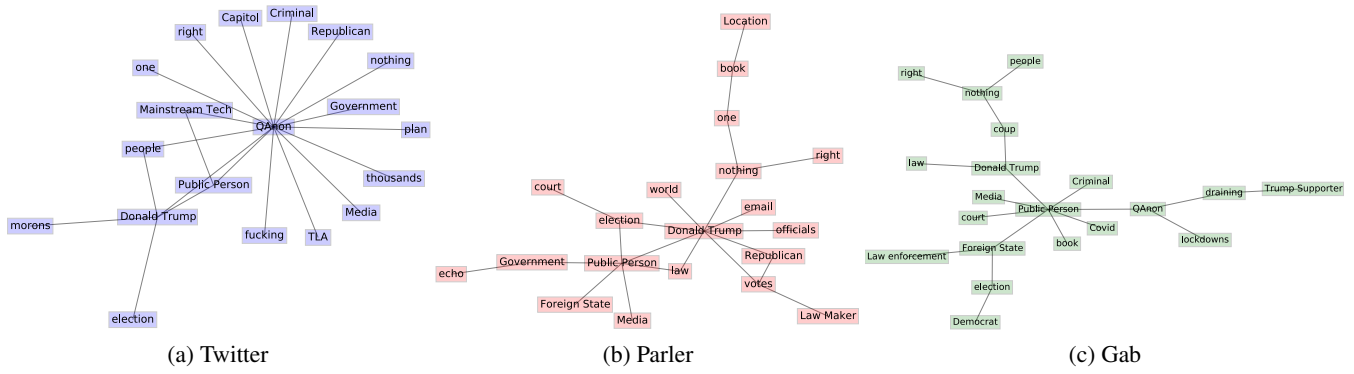 Capitol
Criminal
right
Republican
nothing
one
Mainstream Tech
Government
QAnon
plan
people
thousands
Public Person
Media
Donald Trump
morons
fucking
TLA
election
(a) Twitter
Location
book
one
right
nothing
court
world
email
election
Donald Trump
officials
Republican
Government
Public Person
law
echo
votes
Foreign State
Media
Law Maker
(b) Parler
people
right
nothing
coup
law
Donald Trump
Criminal
draining
Trump Supporter
Media
Public Person
QAnon
court
Covid
book
lockdowns
Foreign State
Law enforcement
election
Democrat
(c) Gab